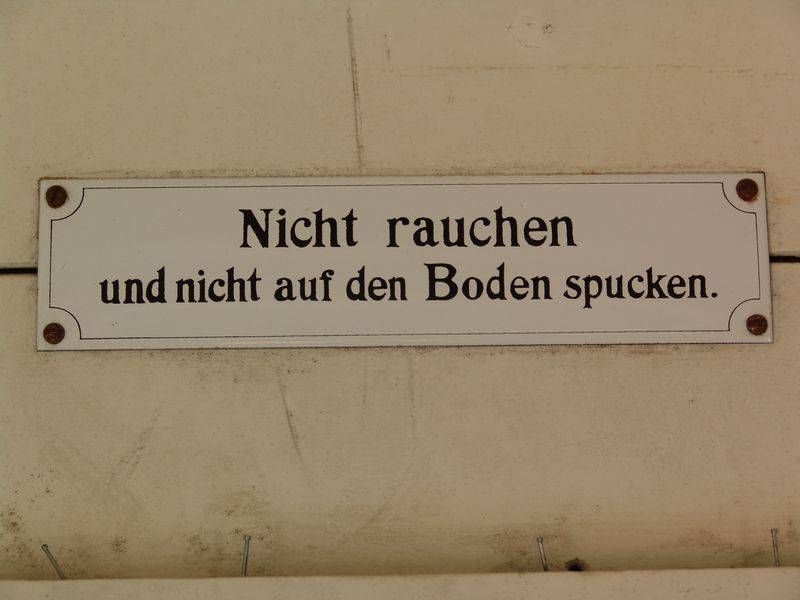 Nicht rauchen
und nicht auf den Boden spucken.